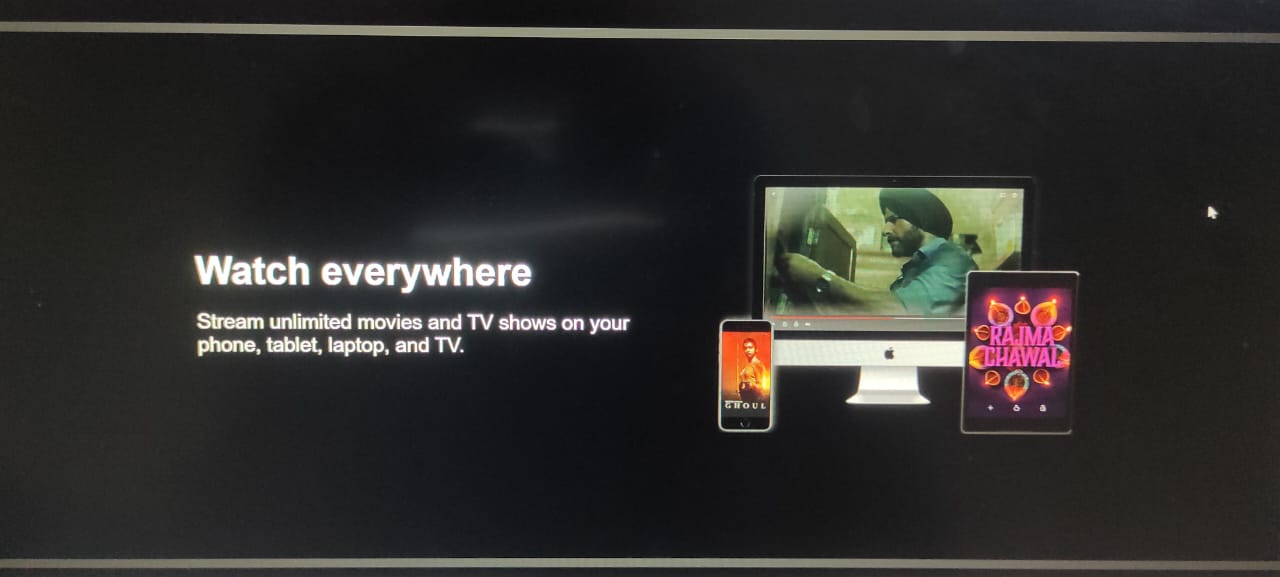 Watch everywhere
Stream unlimited movies and TV shows on your
phone, tablet, laptop, and TV.
GHOUL
RAJMA
CHAWAL